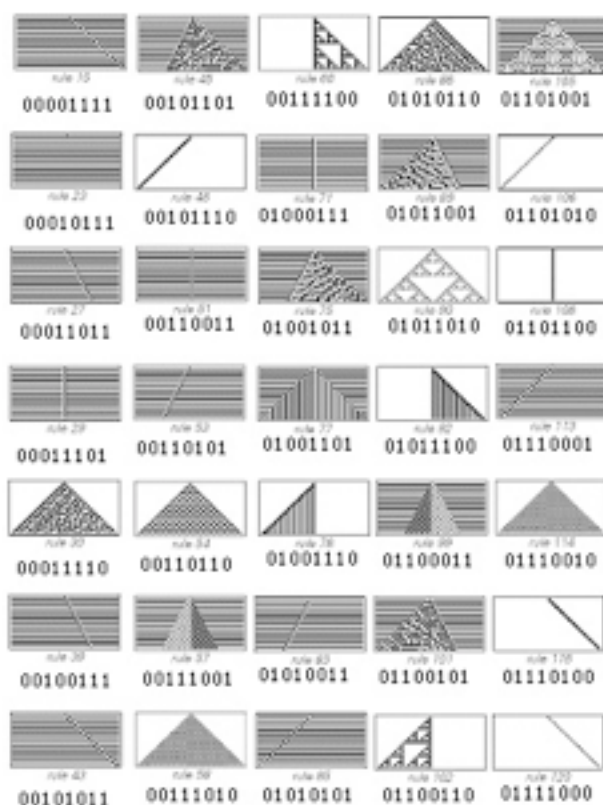 rule 15 rule 45 rule 60 rule 86 rule 105
00001111 00101101 00111100 01010110 01101001
rule 23 rule 46 rule 71 rule 89 rule 106
00010111 00101110 01000111 01011001 01101010
rule 27 rule 51 rule 75 rule 90 rule 108
00011011 00110011 01001011 01011010 01101100
rule 29 rule 53 rule 77 rule 92 rule 113
00011101 00110101 01001101 01011100 01110001
rule 30 rule 54 rule 78 rule 99 rule 114
00011110 00110110 01001110 01100011 01110010
rule 39 rule 57 rule 83 rule 101 rule 116
00100111 00111001 01010011 01100101 01110100
rule 43 rule 58 rule 85 rule 102 rule 120
00101011 00111010 01010101 01100110 01111000